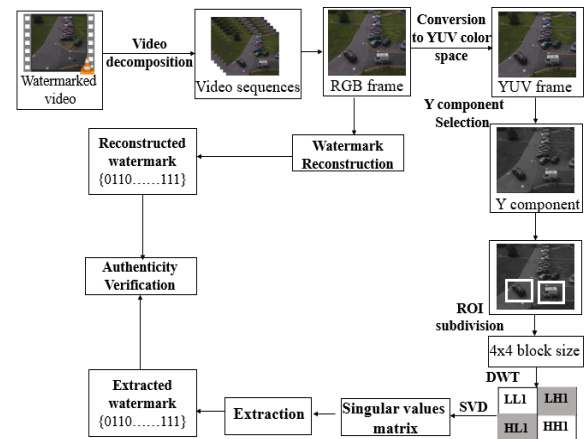 Watermarked
video
Video
decomposition
Video sequences
RGB frame
Conversion
to YUV color
space
YUV frame
Y component
Selection
Y component
Watermark
Reconstruction
Reconstructed
watermark
{0110......111}
Authenticity
Verification
ROI
subdivision
4x4 block size
DWT
LL1 LH1
HL1 HH1
SVD
Singular values
matrix
Extraction
Extracted
watermark
{0110......111}